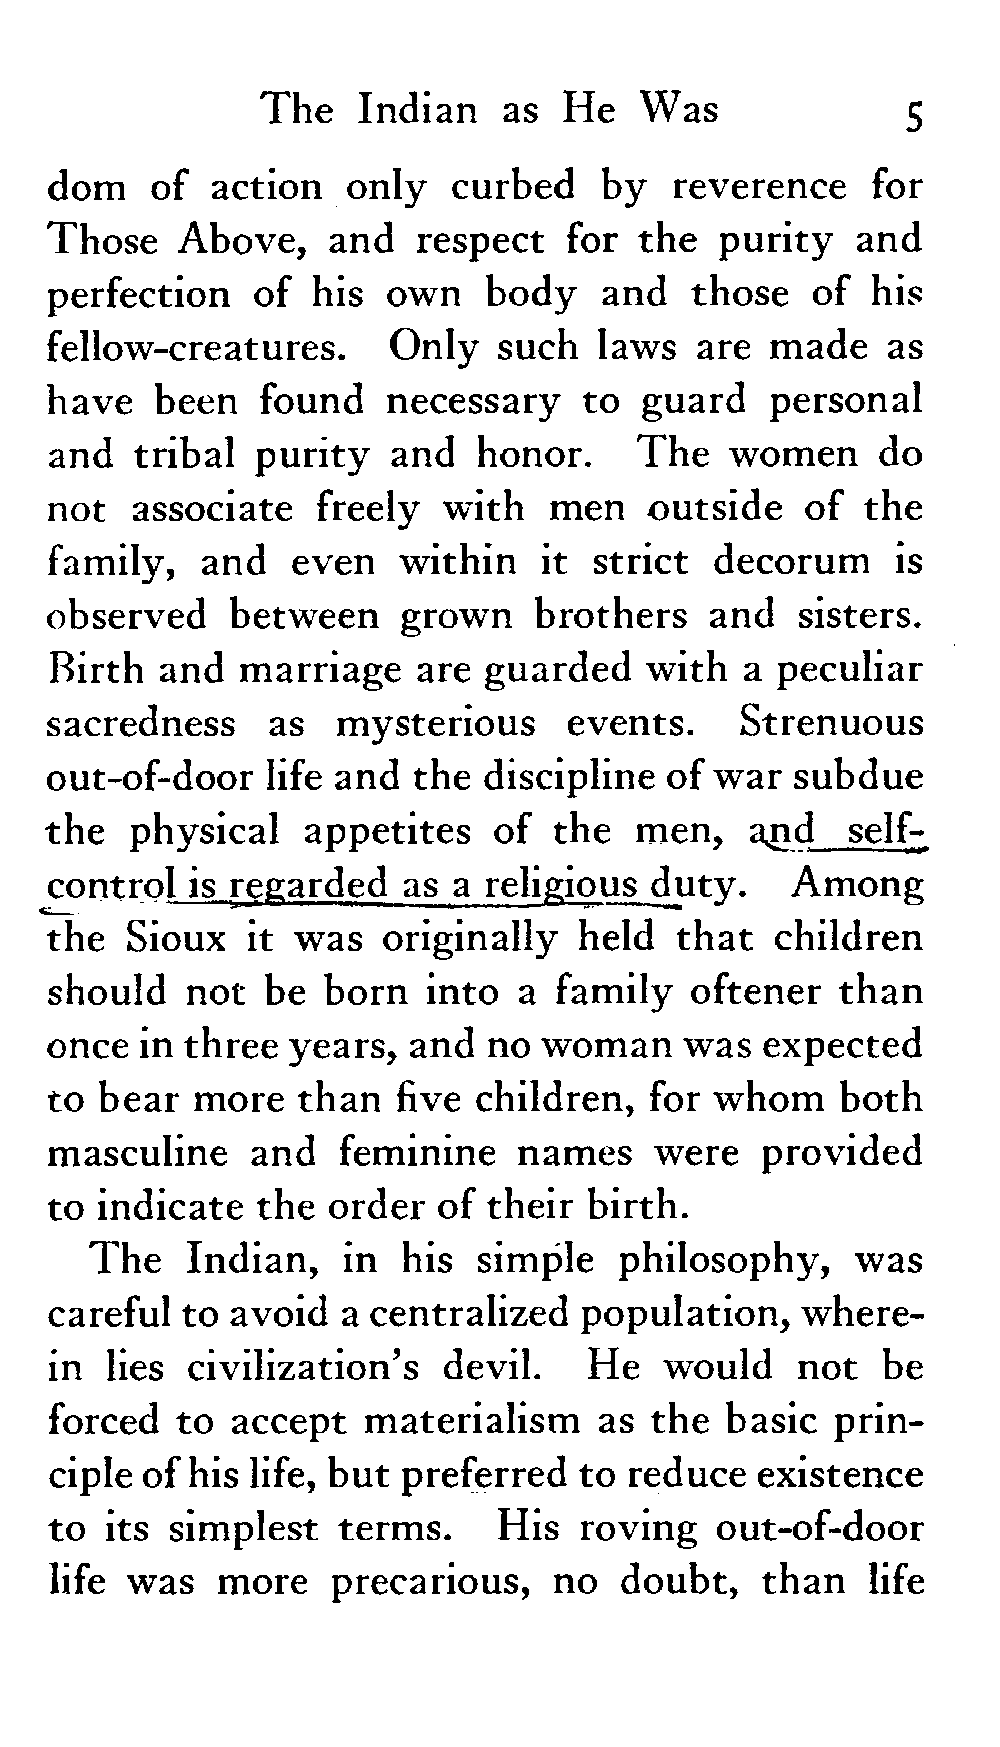 The Indian as He Was 5
dom of action only curbed by reverence for
Those Above, and respect for the purity and
perfection of his own body and those of his
fellow-creatures. Only such laws are made as
have been found necessary to guard personal
and tribal purity and honor. The women do
not associate freely with men outside of the
family, and even within it strict decorum is
observed between grown brothers and sisters.
Birth and marriage are guarded with a peculiar
sacredness as mysterious events. Strenuous
out-of-door life and the discipline of war subdue
the physical appetites of the men, and self-
control is regarded as a religious duty. Among
the Sioux it was originally held that children
should not be born into a family oftener than
once in three years, and no woman was expected
to bear more than five children, for whom both
masculine and feminine names were provided
to indicate the order of their birth.
The Indian, in his simple philosophy, was
careful to avoid a centralized population, where-
in lies civilization's devil. He would not be
forced to accept materialism as the basic prin-
ciple of his life, but preferred to reduce existence
to its simplest terms. His roving out-of-door
life was more precarious, no doubt, than life